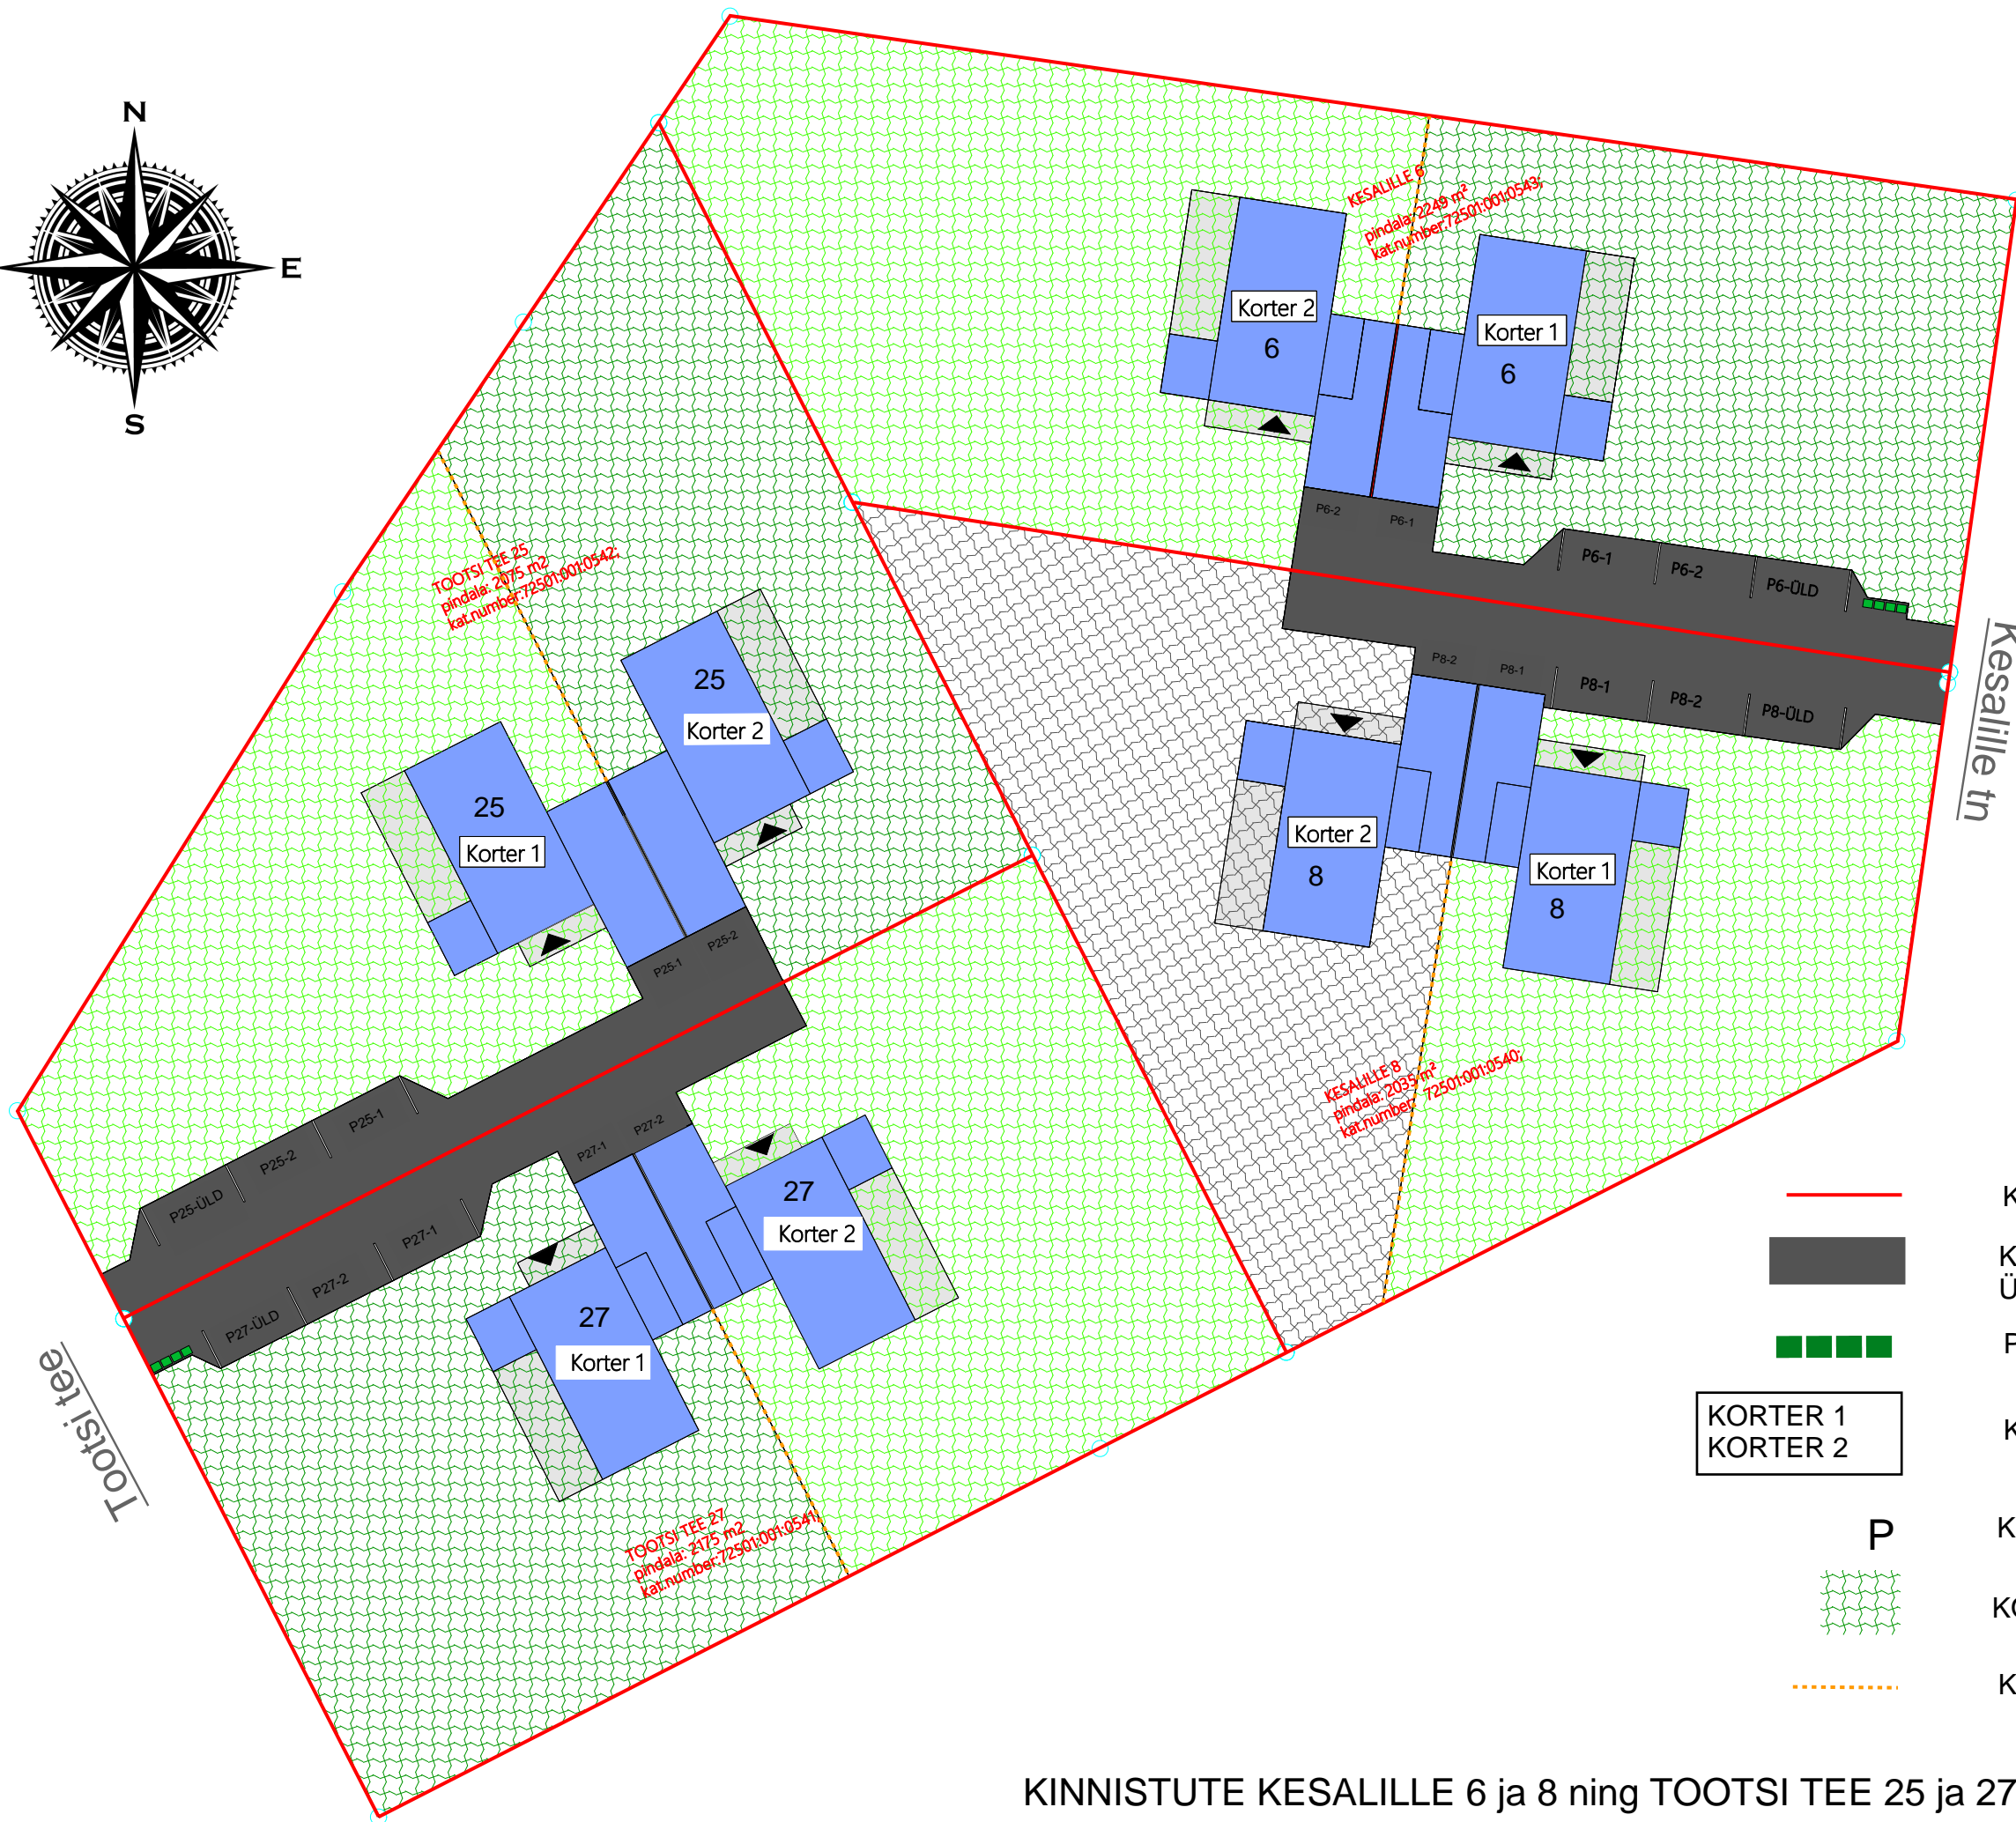 N
E
S
KESALILLE 6
pindala: 2249 m²
kat.number:72501:001:0543;
Korter 2
6
Korter 1
6
P6-2
P6-1
P6-1
P6-2
P6-ÜLD
Kesalille tn
P8-2
P8-1
P8-1
P8-2
P8-ÜLD
Korter 2
8
Korter 1
8
KESALILLE 8
pindala: 2035 m²
kat.number: 72501:001:0540;
TOOTSI TEE 25
pindala: 2075 m2
kat.number:72501:001:0542;
25
Korter 2
25
Korter 1
P25-1
P25-2
P25-1
P25-2
P25-ÜLD
P27-1
P27-2
P27-1
P27-2
P27-ÜLD
27
Korter 2
27
Korter 1
Tootsi tee
TOOTSI TEE 27
pindala: 2175 m2
kat.number:72501:001:0541;
KORTER 1
KORTER 2
P
KINNISTUTE KESALILLE 6 ja 8 ning TOOTSI TEE 25 ja 27